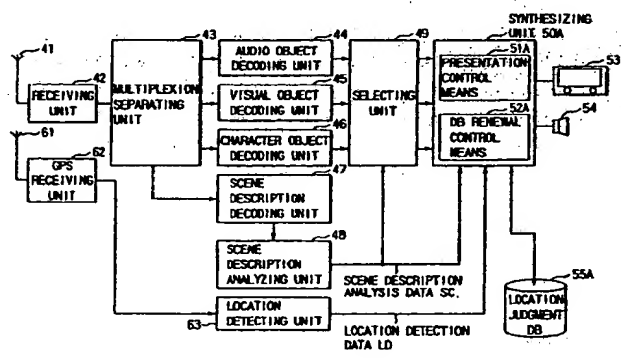 41
42
RECEIVING
UNIT
61
62
GPS
RECEIVING
UNIT
43
MULTIPLEXION
SEPARATING
UNIT
44
AUDIO OBJECT
DECODING UNIT
45
VISUAL OBJECT
DECODING UNIT
46
CHARACTER OBJECT
DECODING UNIT
47
SCENE
DESCRIPTION
DECODING UNIT
48
SCENE
DESCRIPTION
ANALYZING UNIT
LOCATION
DETECTING UNIT
63
49
SELECTING
UNIT
SYNTHESIZING
UNIT 50A
51A
PRESENTATION
CONTROL
MEANS
52A
DB RENEWAL
CONTROL
MEANS
53
54
SCENE DESCRIPTION
ANALYSIS DATA SC.
LOCATION DETECTION
DATA LD
55A
LOCATION
JUDGMENT
DB